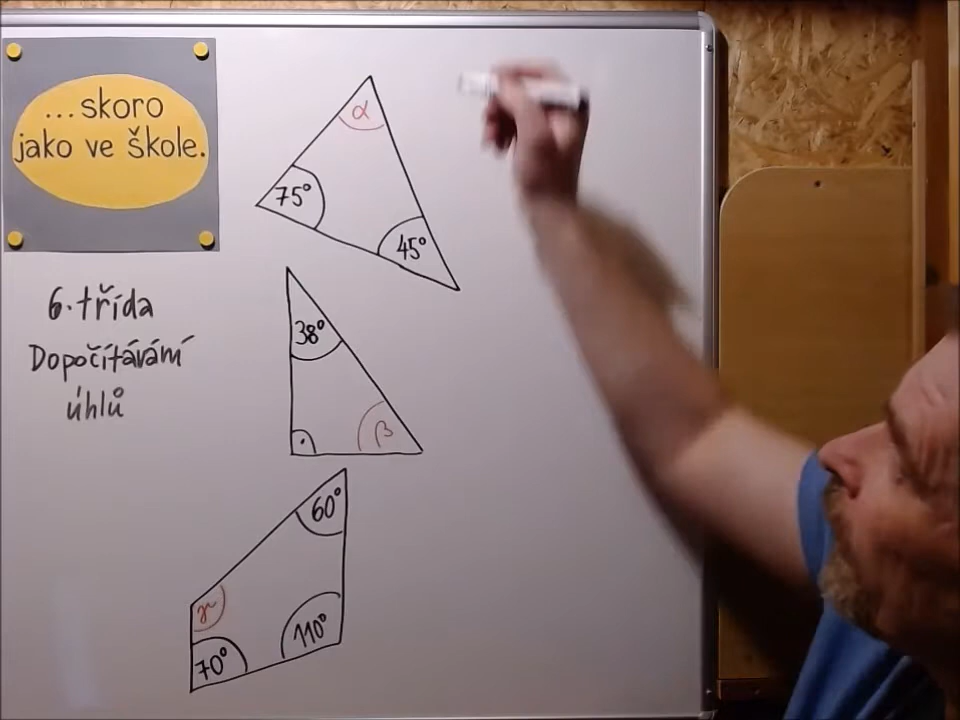 ...skoro
jako ve škole.
6. třída
Dopočítávání
úhlů
α
75°
45°
38°
β
60°
γ
110°
70°